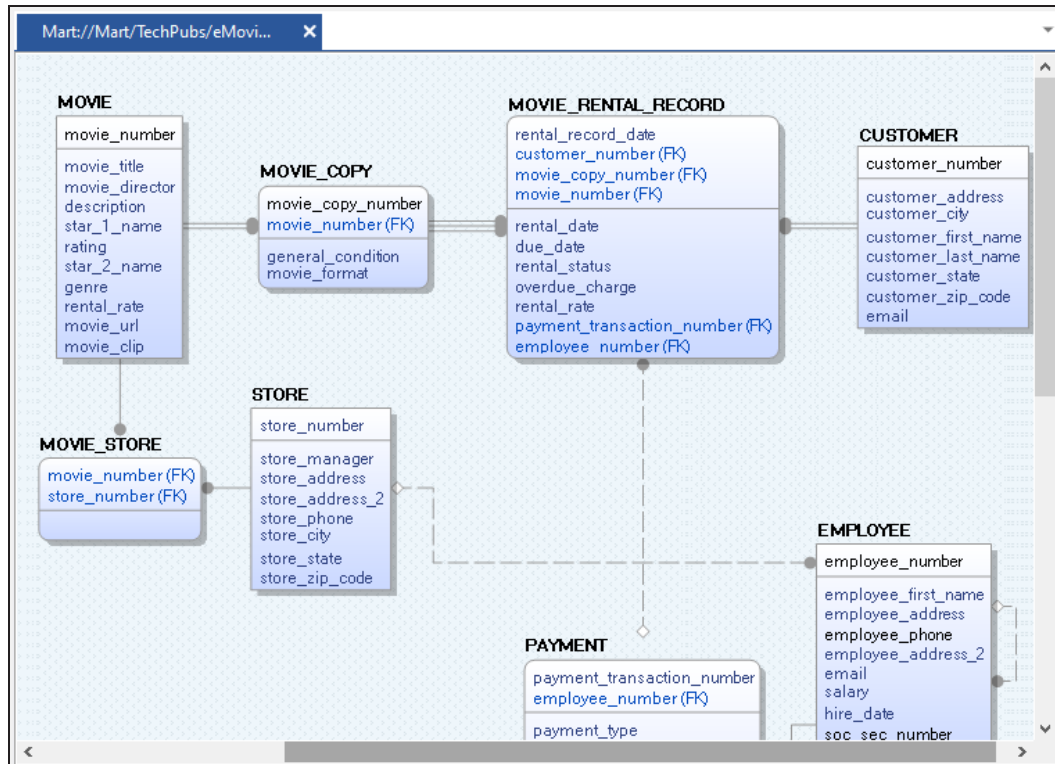 Mart://Mart/TechPubs/eMovi...
MOVIE
movie_number
movie_title
movie_director
description
star_1_name
rating
star_2_name
genre
rental_rate
movie_url
movie_clip
MOVIE_COPY
movie_copy_number
movie_number (FK)
general_condition
movie_format
MOVIE_RENTAL_RECORD
rental_record_date
customer_number (FK)
movie_copy_number (FK)
movie_number (FK)
rental_date
due_date
rental_status
overdue_charge
rental_rate
payment_transaction_number (FK)
employee_number (FK)
CUSTOMER
customer_number
customer_address
customer_city
customer_first_name
customer_last_name
customer_state
customer_zip_code
email
MOVIE_STORE
movie_number (FK)
store_number (FK)
STORE
store_number
store_manager
store_address
store_address_2
store_phone
store_city
store_state
store_zip_code
EMPLOYEE
employee_number
employee_first_name
employee_address
employee_phone
employee_address_2
email
salary
hire_date
soc_sec_number
PAYMENT
payment_transaction_number
employee_number (FK)
payment_type